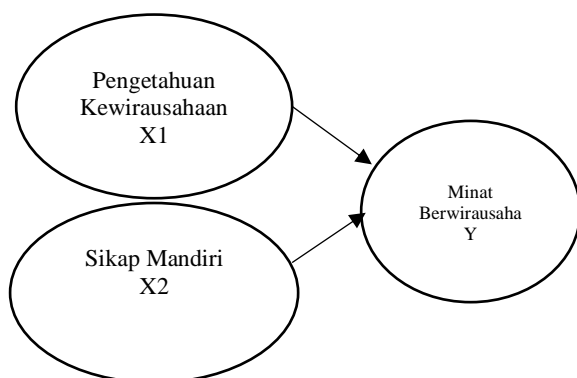 Pengetahuan
Kewirausahaan
X1
Minat
Berwirausaha
Y
Sikap Mandiri
X2